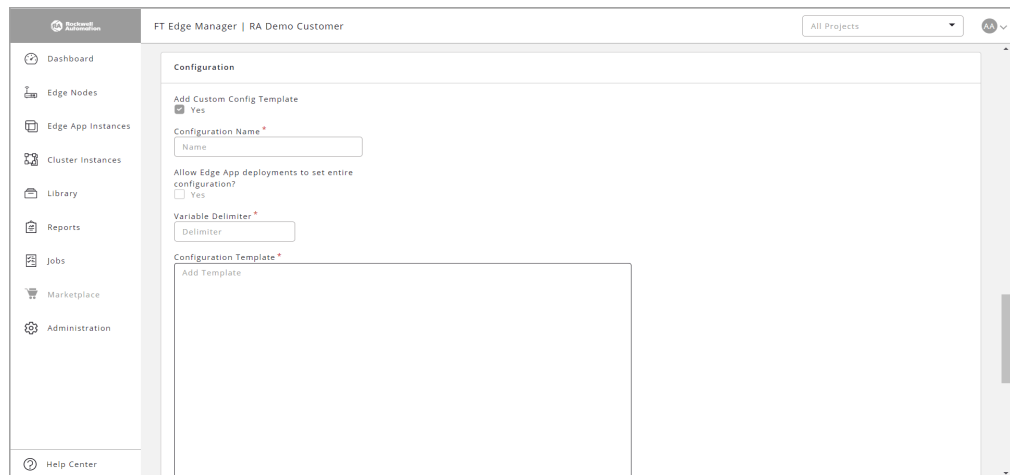 RA Rockwell
Automation
FT Edge Manager | RA Demo Customer
All Projects
AA
Dashboard
Edge Nodes
Edge App Instances
Cluster Instances
Library
Reports
Jobs
Marketplace
Administration
Help Center
Configuration
Add Custom Config Template
Yes
Configuration Name *
Name
Allow Edge App deployments to set entire
configuration?
Yes
Variable Delimiter *
Delimiter
Configuration Template *
Add Template